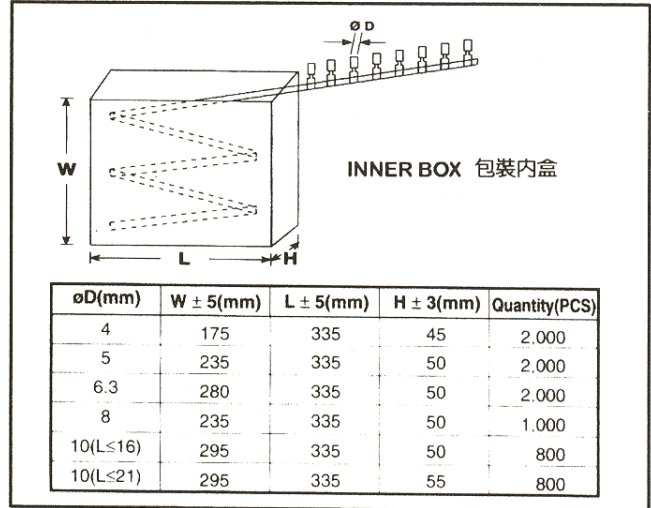 ø D
W
INNER BOX 包裝内盒
L
H
øD(mm) W ± 5(mm) L ± 5(mm) H ± 3(mm) Quantity(PCS)
4 175 335 45 2,000
5 235 335 50 2,000
6.3 280 335 50 2,000
8 235 335 50 1,000
10(L≤16) 295 335 50 800
10(L≤21) 295 335 55 800